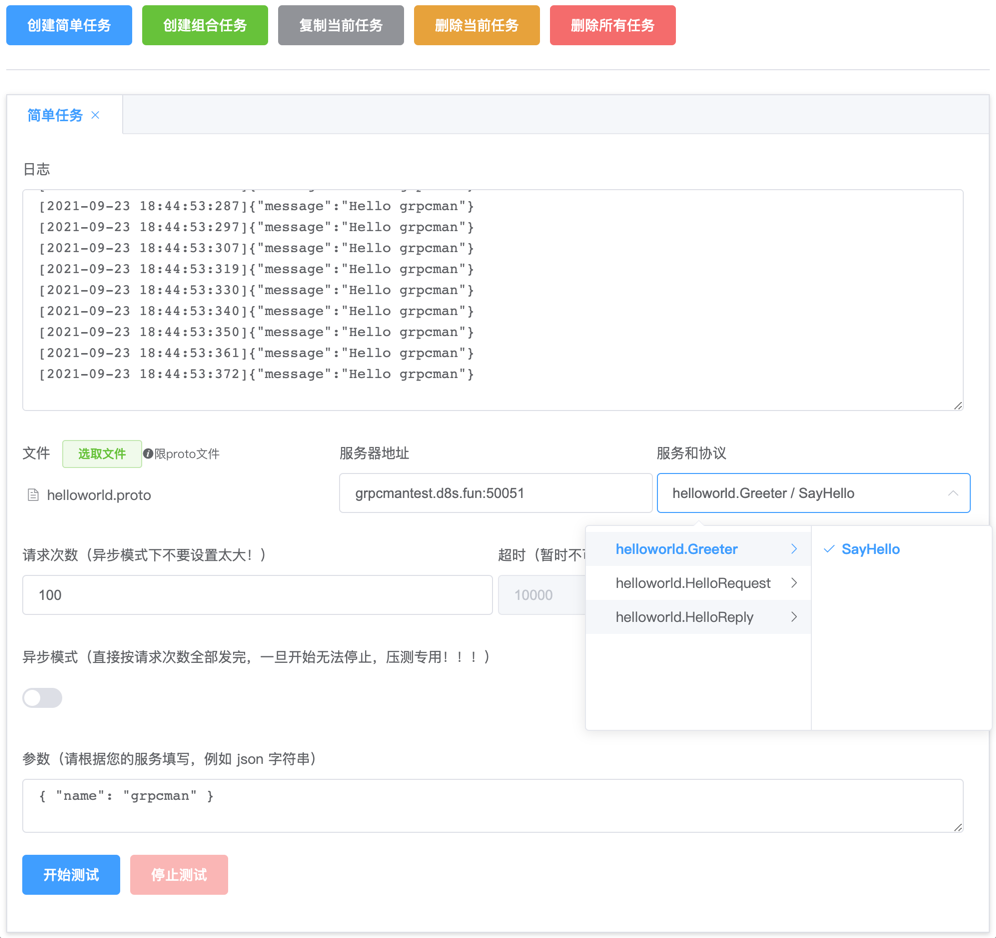 创建简单任务 创建组合任务 复制当前任务 删除当前任务 删除所有任务
简单任务
日志
[2021-09-23 18:44:53:287]{"message":"Hello grpcman"}
[2021-09-23 18:44:53:297]{"message":"Hello grpcman"}
[2021-09-23 18:44:53:307]{"message":"Hello grpcman"}
[2021-09-23 18:44:53:319]{"message":"Hello grpcman"}
[2021-09-23 18:44:53:330]{"message":"Hello grpcman"}
[2021-09-23 18:44:53:340]{"message":"Hello grpcman"}
[2021-09-23 18:44:53:350]{"message":"Hello grpcman"}
[2021-09-23 18:44:53:361]{"message":"Hello grpcman"}
[2021-09-23 18:44:53:372]{"message":"Hello grpcman"}
文件 选取文件 限proto文件 服务器地址 服务和协议
helloworld.proto grpcmantest.d8s.fun:50051 helloworld.Greeter / SayHello
helloworld.Greeter SayHello
helloworld.HelloRequest
helloworld.HelloReply
请求次数（异步模式下不要设置太大！） 超时（暂时不
100 10000
异步模式（直接按请求次数全部发完，一旦开始无法停止，压测专用！！！）
参数（请根据您的服务填写，例如 json 字符串）
{ "name": "grpcman" }
开始测试 停止测试